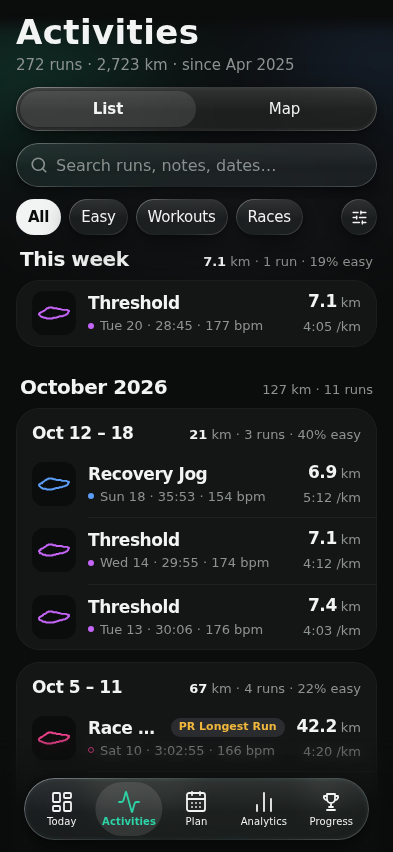 Activities
272 runs · 2,723 km · since Apr 2025
List Map
Search runs, notes, dates...
All Easy Workouts Races
This week 7.1 km · 1 run · 19% easy
Threshold 7.1 km
Tue 20 · 28:45 · 177 bpm 4:05 /km
October 2026 127 km · 11 runs
Oct 12 – 18 21 km · 3 runs · 40% easy
Recovery Jog 6.9 km
Sun 18 · 35:53 · 154 bpm 5:12 /km
Threshold 7.1 km
Wed 14 · 29:55 · 174 bpm 4:12 /km
Threshold 7.4 km
Tue 13 · 30:06 · 176 bpm 4:03 /km
Oct 5 – 11 67 km · 4 runs · 22% easy
Race ... PR Longest Run 42.2 km
Sat 10 · 3:02:55 · 166 bpm 4:20 /km
Today Activities Plan Analytics Progress